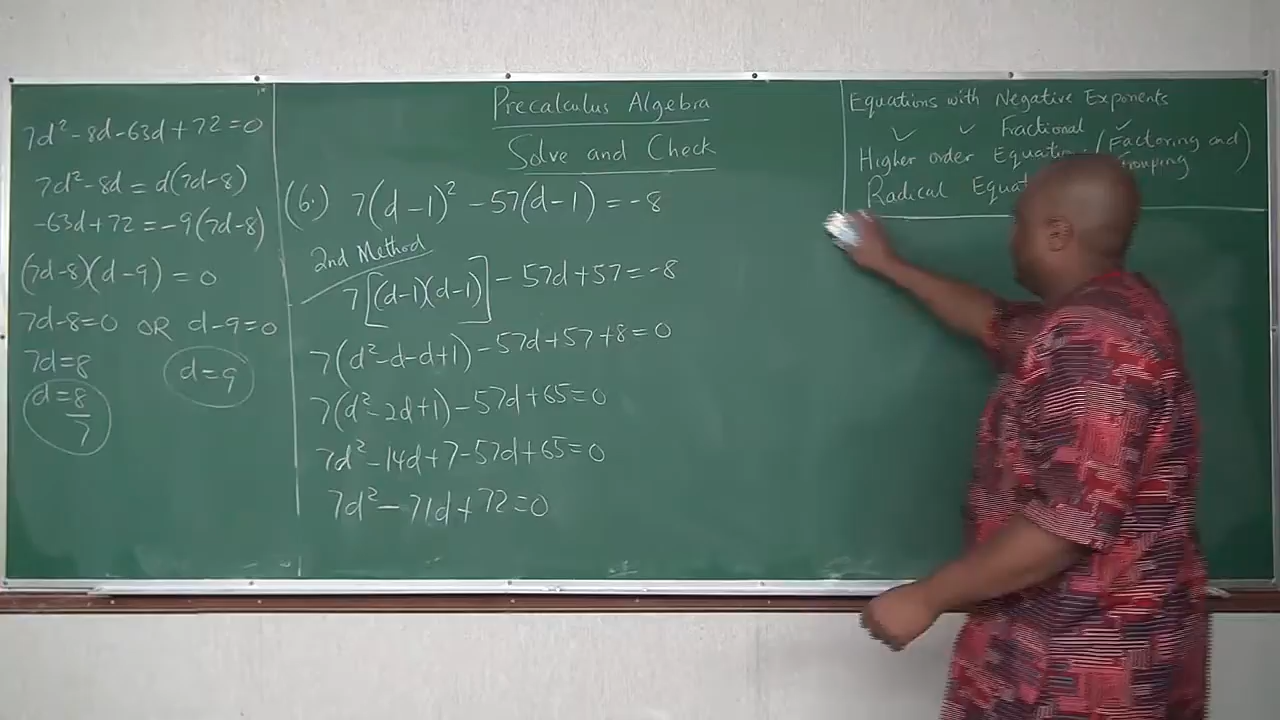 7d² - 8d - 63d + 72 = 0
7d² - 8d = d(7d - 8)
-63d + 72 = -9(7d - 8)
(7d - 8)(d - 9) = 0
7d - 8 = 0 OR d - 9 = 0
7d = 8
d = 8/7
d = 9
Precalculus Algebra
Solve and Check
(6.) 7(d - 1)² - 57(d - 1) = -8
2nd Method
7[(d-1)(d-1)] - 57d + 57 = -8
7(d² - d - d + 1) - 57d + 57 + 8 = 0
7(d² - 2d + 1) - 57d + 65 = 0
7d² - 14d + 7 - 57d + 65 = 0
7d² - 71d + 72 = 0
Equations with Negative Exponents
✓ ✓ Fractional ✓
Higher order (Factoring and
Grouping)
Radical